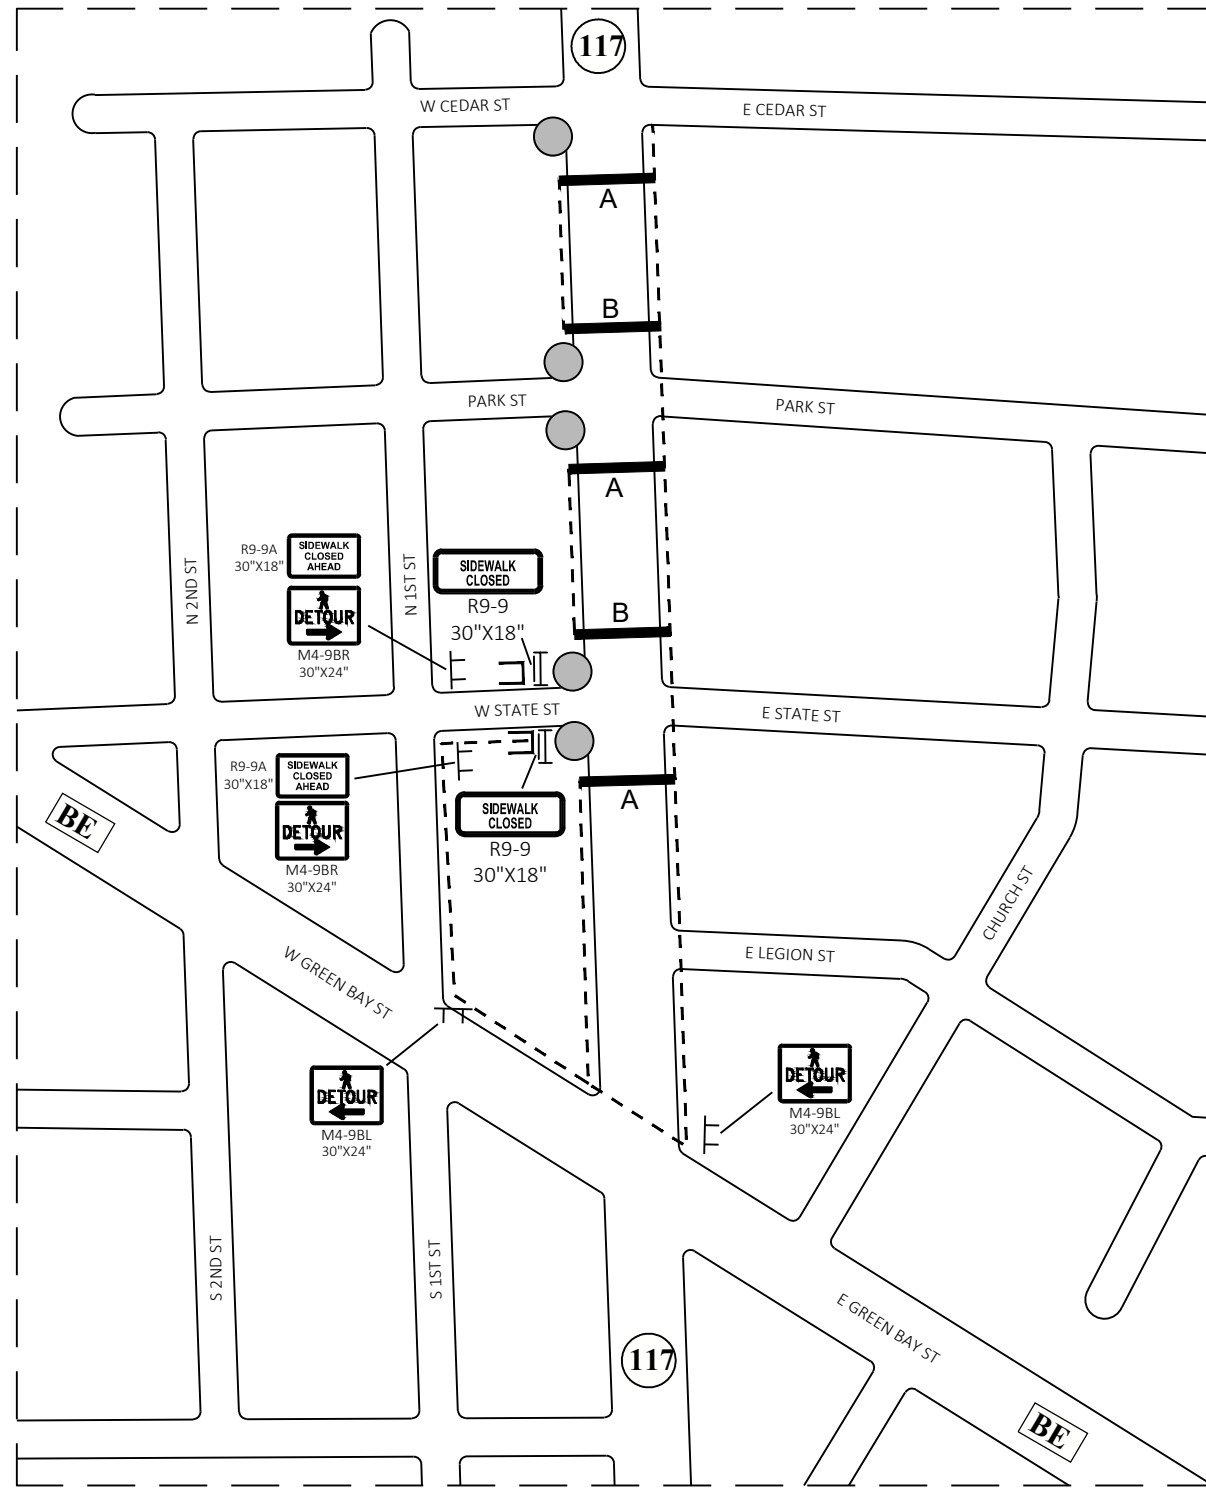 117
W CEDAR ST
E CEDAR ST
A
B
PARK ST
PARK ST
A
N 2ND ST
N 1ST ST
R9-9A
30"X18"
SIDEWALK
CLOSED
AHEAD
DETOUR
M4-9BR
30"X24"
SIDEWALK
CLOSED
R9-9
30"X18"
B
W STATE ST
E STATE ST
R9-9A
30"X18"
SIDEWALK
CLOSED
AHEAD
DETOUR
M4-9BR
30"X24"
SIDEWALK
CLOSED
R9-9
30"X18"
A
BE
CHURCH ST
W GREEN BAY ST
E LEGION ST
DETOUR
M4-9BL
30"X24"
DETOUR
M4-9BL
30"X24"
S 2ND ST
S 1ST ST
117
E GREEN BAY ST
BE